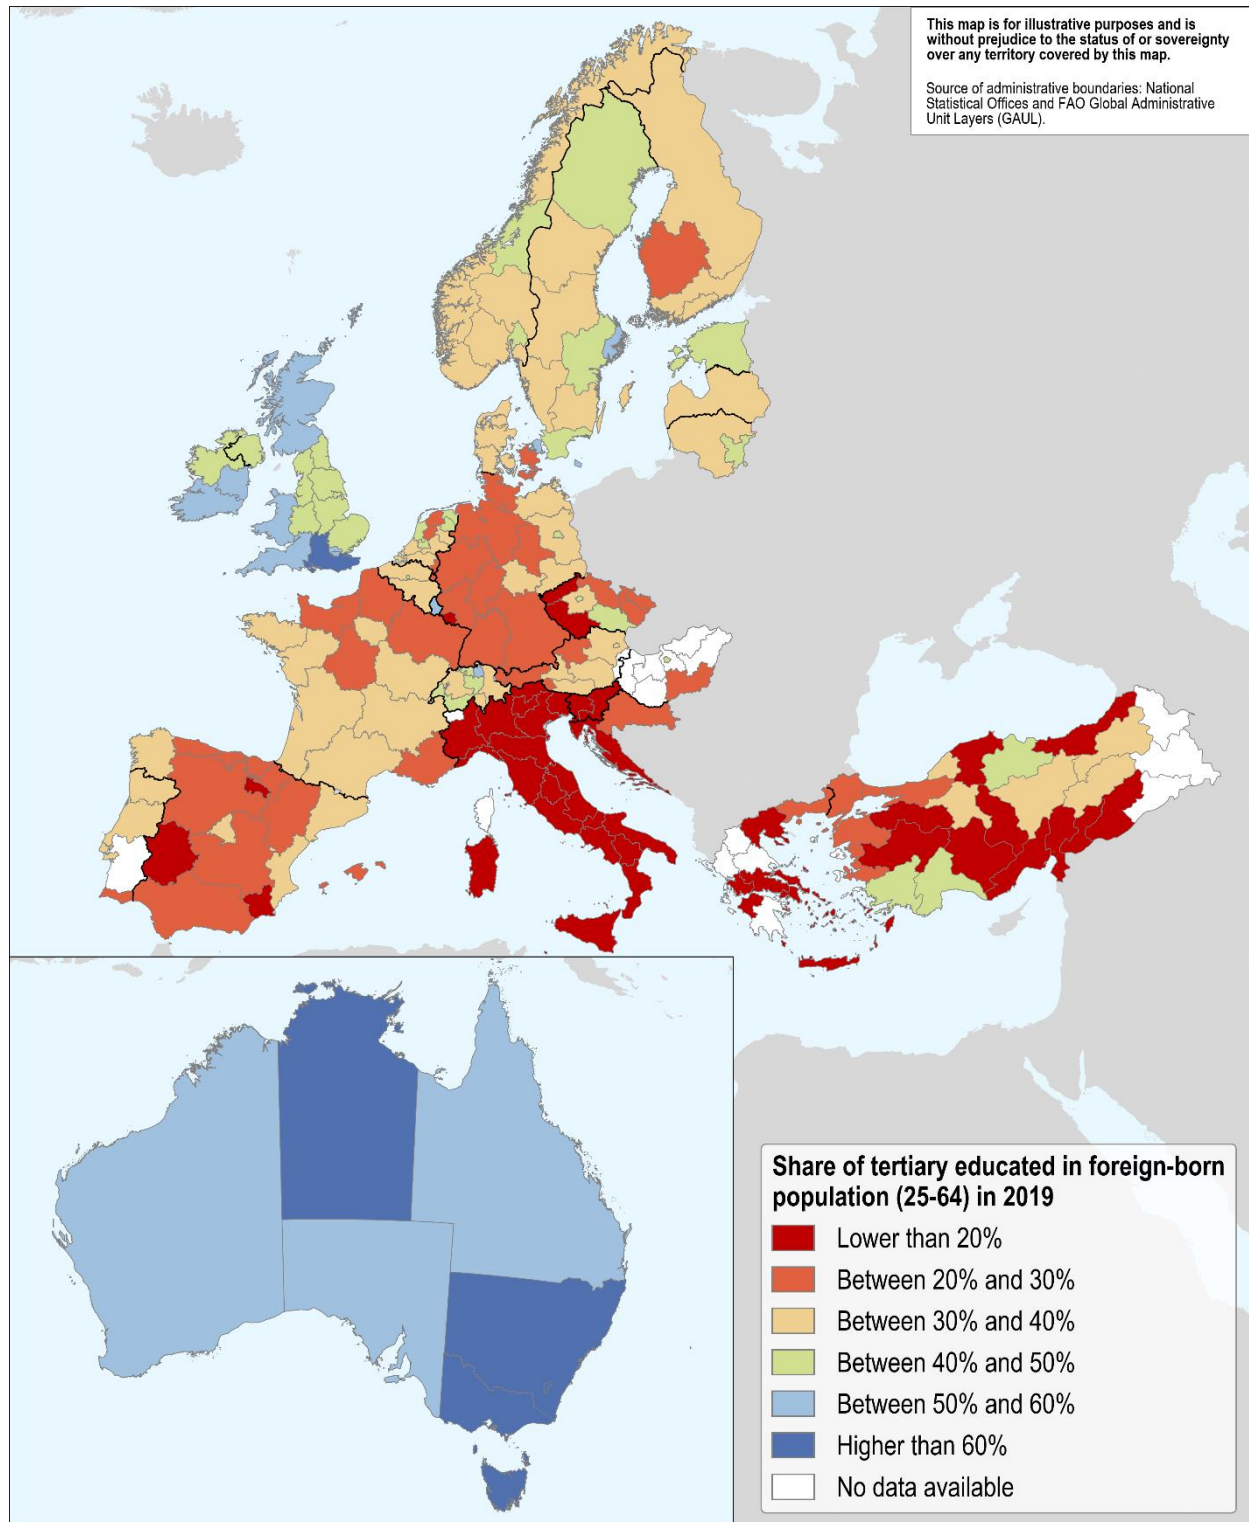 This map is for illustrative purposes and is
without prejudice to the status of or sovereignty
over any territory covered by this map.
Source of administrative boundaries: National
Statistical Offices and FAO Global Administrative
Unit Layers (GAUL).
Share of tertiary educated in foreign-born
population (25-64) in 2019
Lower than 20%
Between 20% and 30%
Between 30% and 40%
Between 40% and 50%
Between 50% and 60%
Higher than 60%
No data available